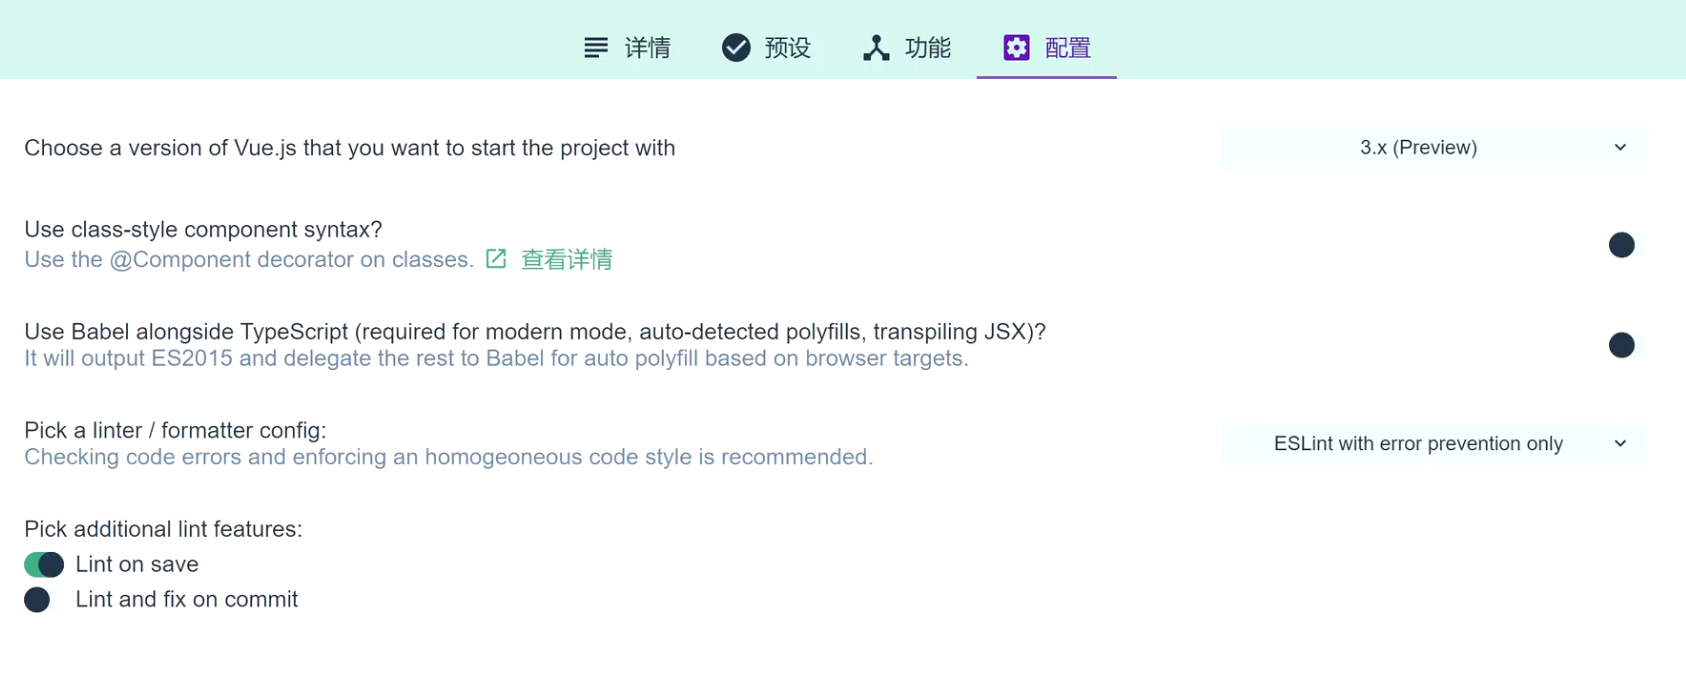 详情 预设 功能 配置
Choose a version of Vue.js that you want to start the project with 3.x (Preview)
Use class-style component syntax?
Use the @Component decorator on classes. 查看详情
Use Babel alongside TypeScript (required for modern mode, auto-detected polyfills, transpiling JSX)?
It will output ES2015 and delegate the rest to Babel for auto polyfill based on browser targets.
Pick a linter / formatter config:
Checking code errors and enforcing an homogeoneous code style is recommended.
ESLint with error prevention only
Pick additional lint features:
Lint on save
Lint and fix on commit